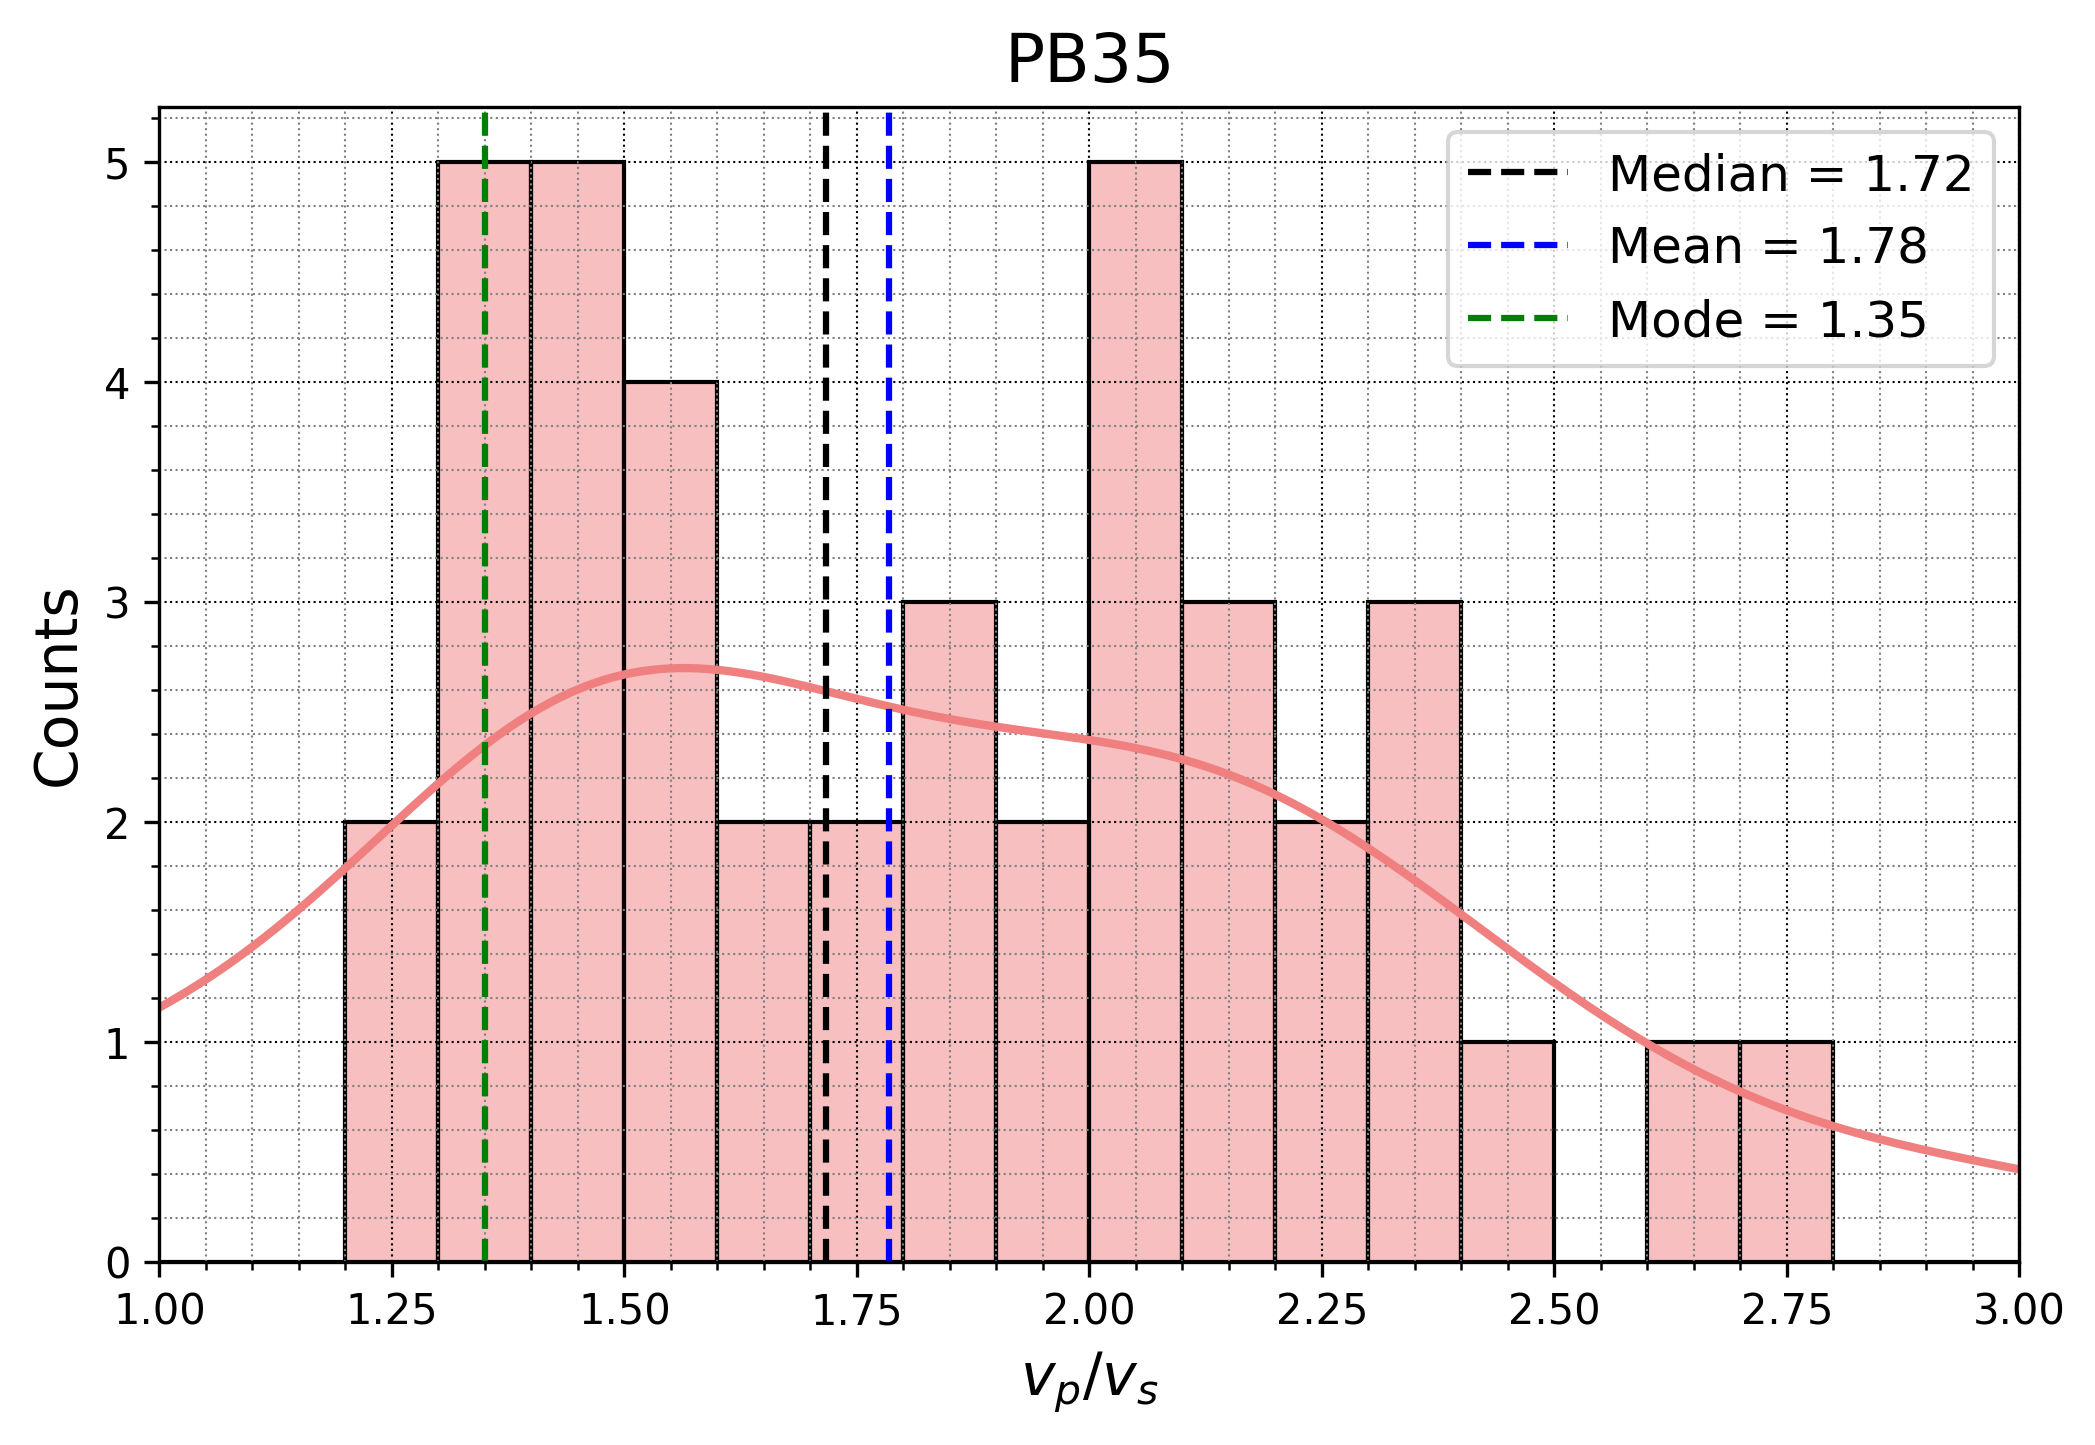 PB35
Median = 1.72
Mean = 1.78
Mode = 1.35
Counts
5
4
3
2
1
0
1.00 1.25 1.50 1.75 2.00 2.25 2.50 2.75 3.00
v_p/v_s